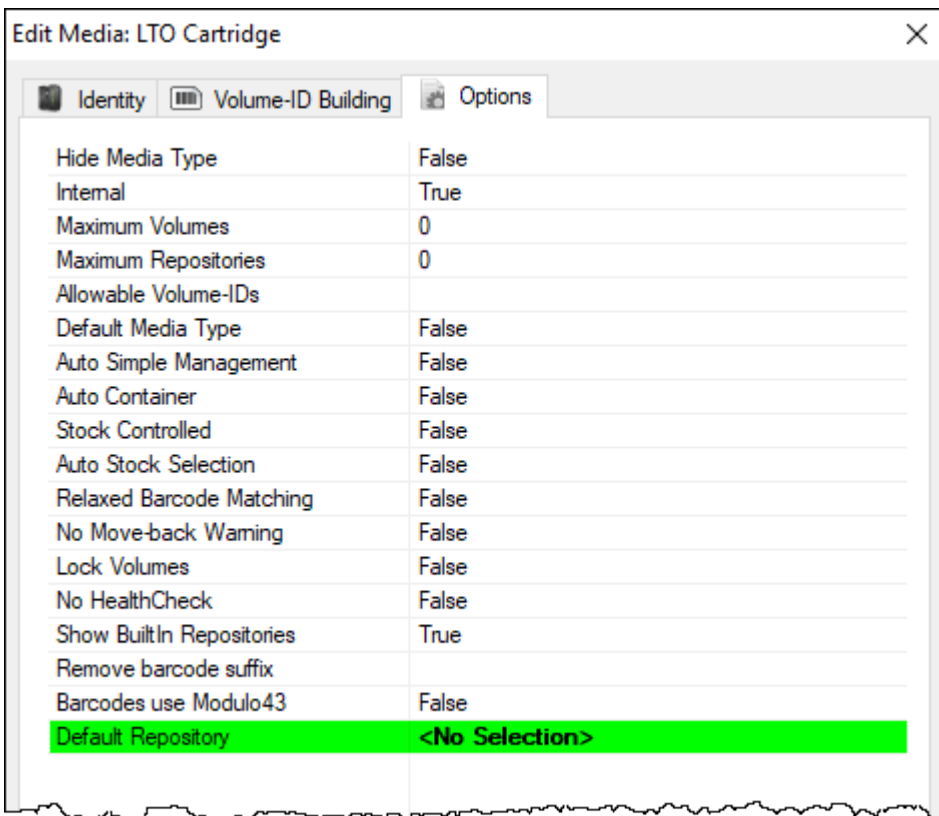 Edit Media: LTO Cartridge
Identity Volume-ID Building Options
Hide Media Type False
Internal True
Maximum Volumes 0
Maximum Repositories 0
Allowable Volume-IDs
Default Media Type False
Auto Simple Management False
Auto Container False
Stock Controlled False
Auto Stock Selection False
Relaxed Barcode Matching False
No Move-back Warning False
Lock Volumes False
No HealthCheck False
Show BuiltIn Repositories True
Remove barcode suffix
Barcodes use Modulo43 False
Default Repository <No Selection>